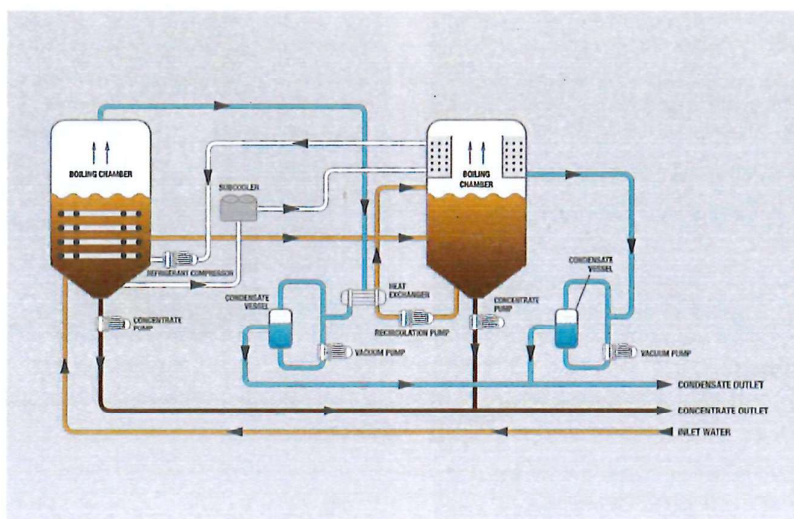 BOILING CHAMBER
SUBCOOLER
BOILING
CHAMBER
CONDENSATE
VESSEL
REFRIGERANT COMPRESSOR
CONDENSATE
VESSEL
HEAT
EXCHANGER
CONCENTRATE
PUMP
CONCENTRATE
PUMP
RECIRCULATION PUMP
VACUUM PUMP
VACUUM PUMP
CONDENSATE OUTLET
CONCENTRATE OUTLET
INLET WATER